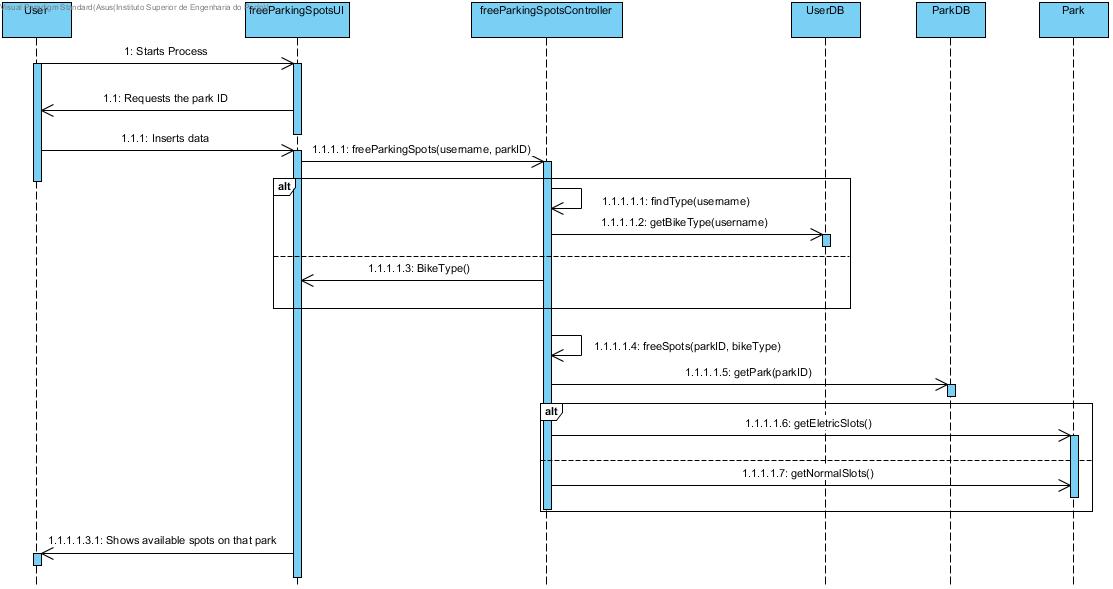 Visual Paradigm Standard(Asus(Instituto Superior de Engenharia do
User
freeParkingSpotsUI
freeParkingSpotsController
UserDB
ParkDB
Park
1: Starts Process
1.1: Requests the park ID
1.1.1: Inserts data
1.1.1.1: freeParkingSpots(username, parkID)
alt
1.1.1.1.1: findType(username)
1.1.1.1.2: getBikeType(username)
1.1.1.1.3: BikeType()
1.1.1.1.4: freeSpots(parkID, bikeType)
1.1.1.1.5: getPark(parkID)
alt
1.1.1.1.6: getEletricSlots()
1.1.1.1.7: getNormalSlots()
1.1.1.1.3.1: Shows available spots on that park